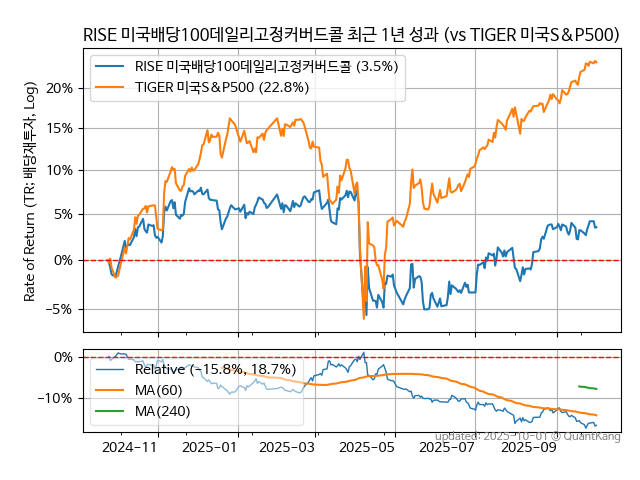 RISE 미국배당100데일리고정커버드콜 최근 1년 성과 (vs TIGER 미국S&P500)
RISE 미국배당100데일리고정커버드콜 (3.5%)
TIGER 미국S&P500 (22.8%)
20%
15%
10%
5%
0%
−5%
Rate of Return (TR: 배당재투자, Log)
0%
−10%
Relative (−15.8%, 18.7%)
MA(60)
MA(240)
2024−11
2025−01
2025−03
2025−05
2025−07
2025−09
updated: 2025-10-01 © QuantKang